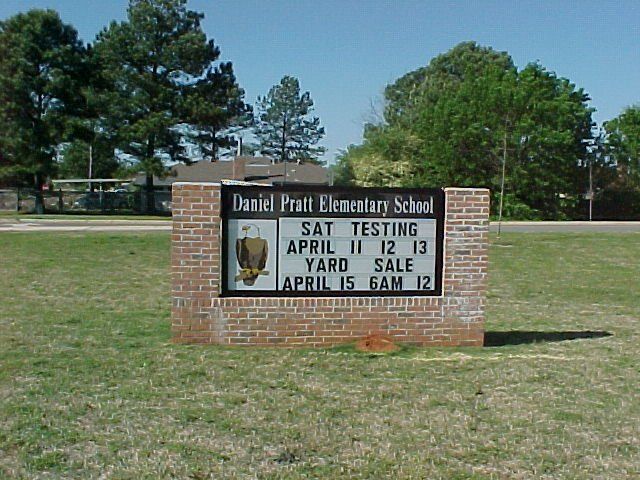 Daniel Pratt Elementary School
SAT TESTING
APRIL 11 12 13
YARD SALE
APRIL 15 6AM 12